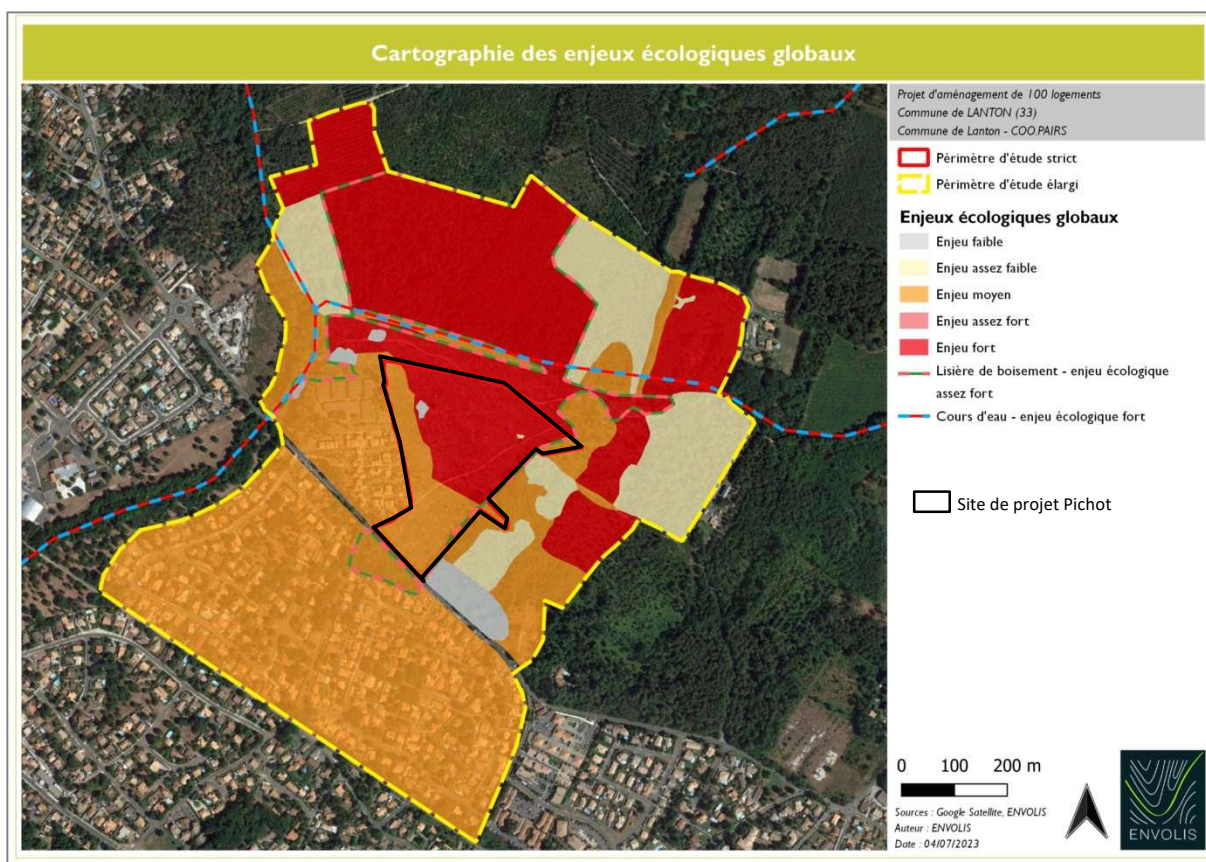 Cartographie des enjeux écologiques globaux
Projet d'aménagement de 100 logements
Commune de LANTON (33)
Commune de Lanton - COO.PAIRS
Périmètre d'étude strict
Périmètre d'étude élargi
Enjeux écologiques globaux
Enjeu faible
Enjeu assez faible
Enjeu moyen
Enjeu assez fort
Enjeu fort
Lisière de boisement - enjeu écologique
assez fort
Cours d'eau - enjeu écologique fort
Site de projet Pichot
0 100 200 m
Sources : Google Satellite, ENVOLIS
Auteur : ENVOLIS
Date : 04/07/2023
ENVOLIS